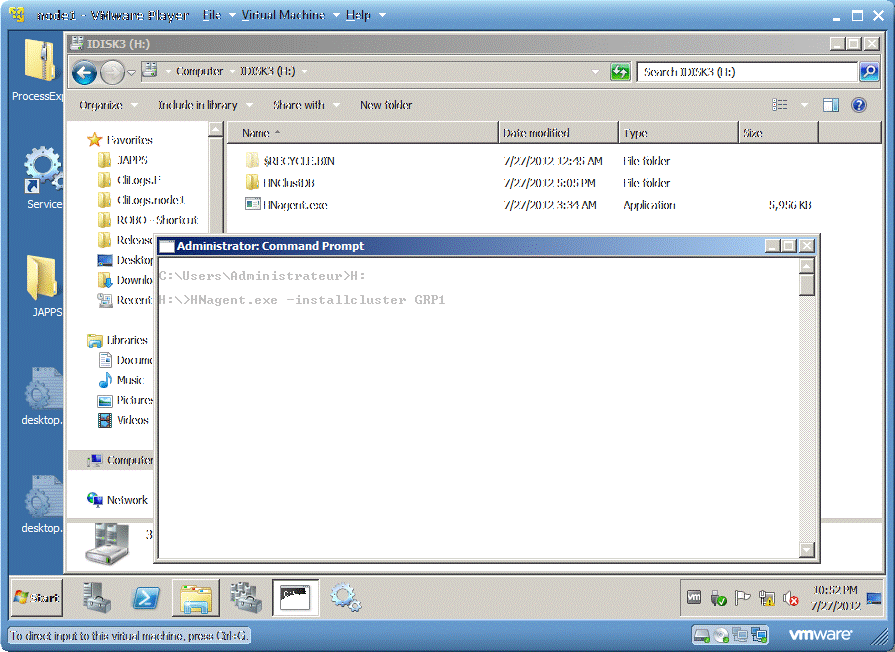 node1 - VMware Player File Virtual Machine Help
IDISK3 (H:)
Computer IDISK3 (H:)
Search IDISK3 (H:)
Organize Include in library Share with New folder
Name Date modified Type Size
$RECYCLE.BIN 7/27/2012 12:45 AM File folder
HNClustDB 7/27/2012 5:05 PM File folder
HNagent.exe 7/27/2012 3:34 AM Application 5,956 KB
ProcessExp
Service
JAPPS
desktop.
desktop.
Favorites
JAPPS
CliLogs.P
CliLogs.node1
ROBO - Shortcut
Releas
Desktop
Downlo
Recent
Libraries
Docume
Music
Pictures
Videos
Computer
Network
3
Administrator: Command Prompt
C:\Users\Administrateur>H:
H:\>HNagent.exe -installcluster GRP1
Start
10:52 PM
7/27/2012
To direct input to this virtual machine, press Ctrl+G.
vmware